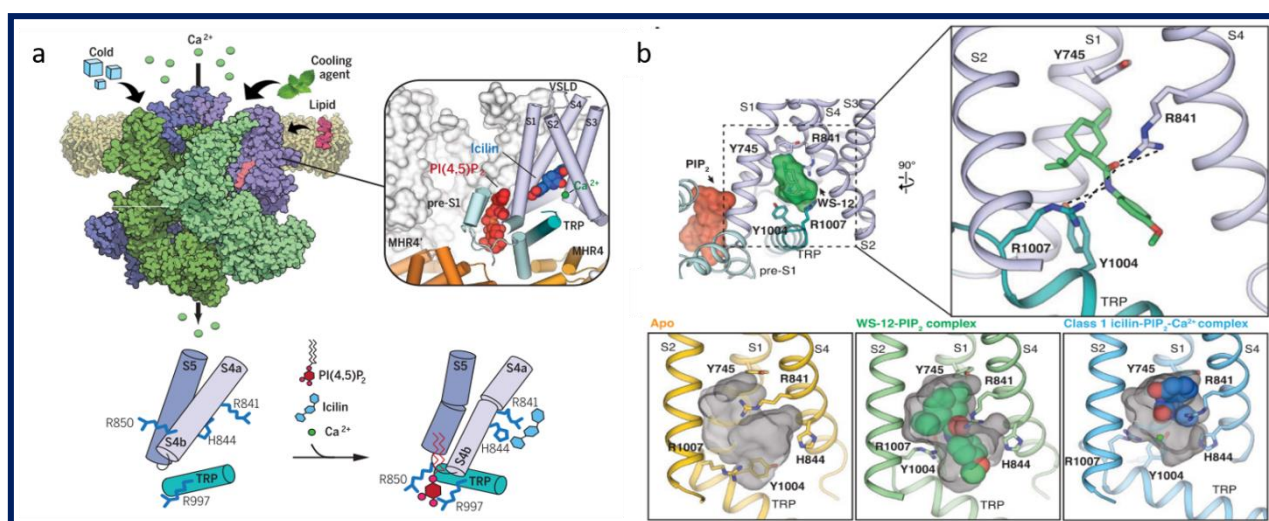 a
Ca²⁺
Cold
Cooling
agent
Lipid
VSLD
S4
S1
S2
S3
Icilin
PI(4,5)P₂
Ca²⁺
pre-S1
TRP
MHR4'
MHR4
S5
S4a
R841
R850
H844
S4b
TRP
R997
PI(4,5)P₂
Icilin
Ca²⁺
S5
S4a
R841
H844
S4b
R850
TRP
R997
b
S1
S4
S3
Y745
R841
PIP₂
WS-12
Y1004
R1007
S2
TRP
pre-S1
90°
S1
S4
S2
Y745
R841
R1007
Y1004
TRP
Apo
S2
S1
S4
Y745
R841
R1007
H844
Y1004
TRP
WS-12-PIP₂ complex
S2
S1
S4
Y745
R841
R1007
Y1004
H844
TRP
Class 1 icilin-PIP₂-Ca²⁺ complex
S2
S1
S4
Y745
R841
R1007
H844
Y1004
TRP